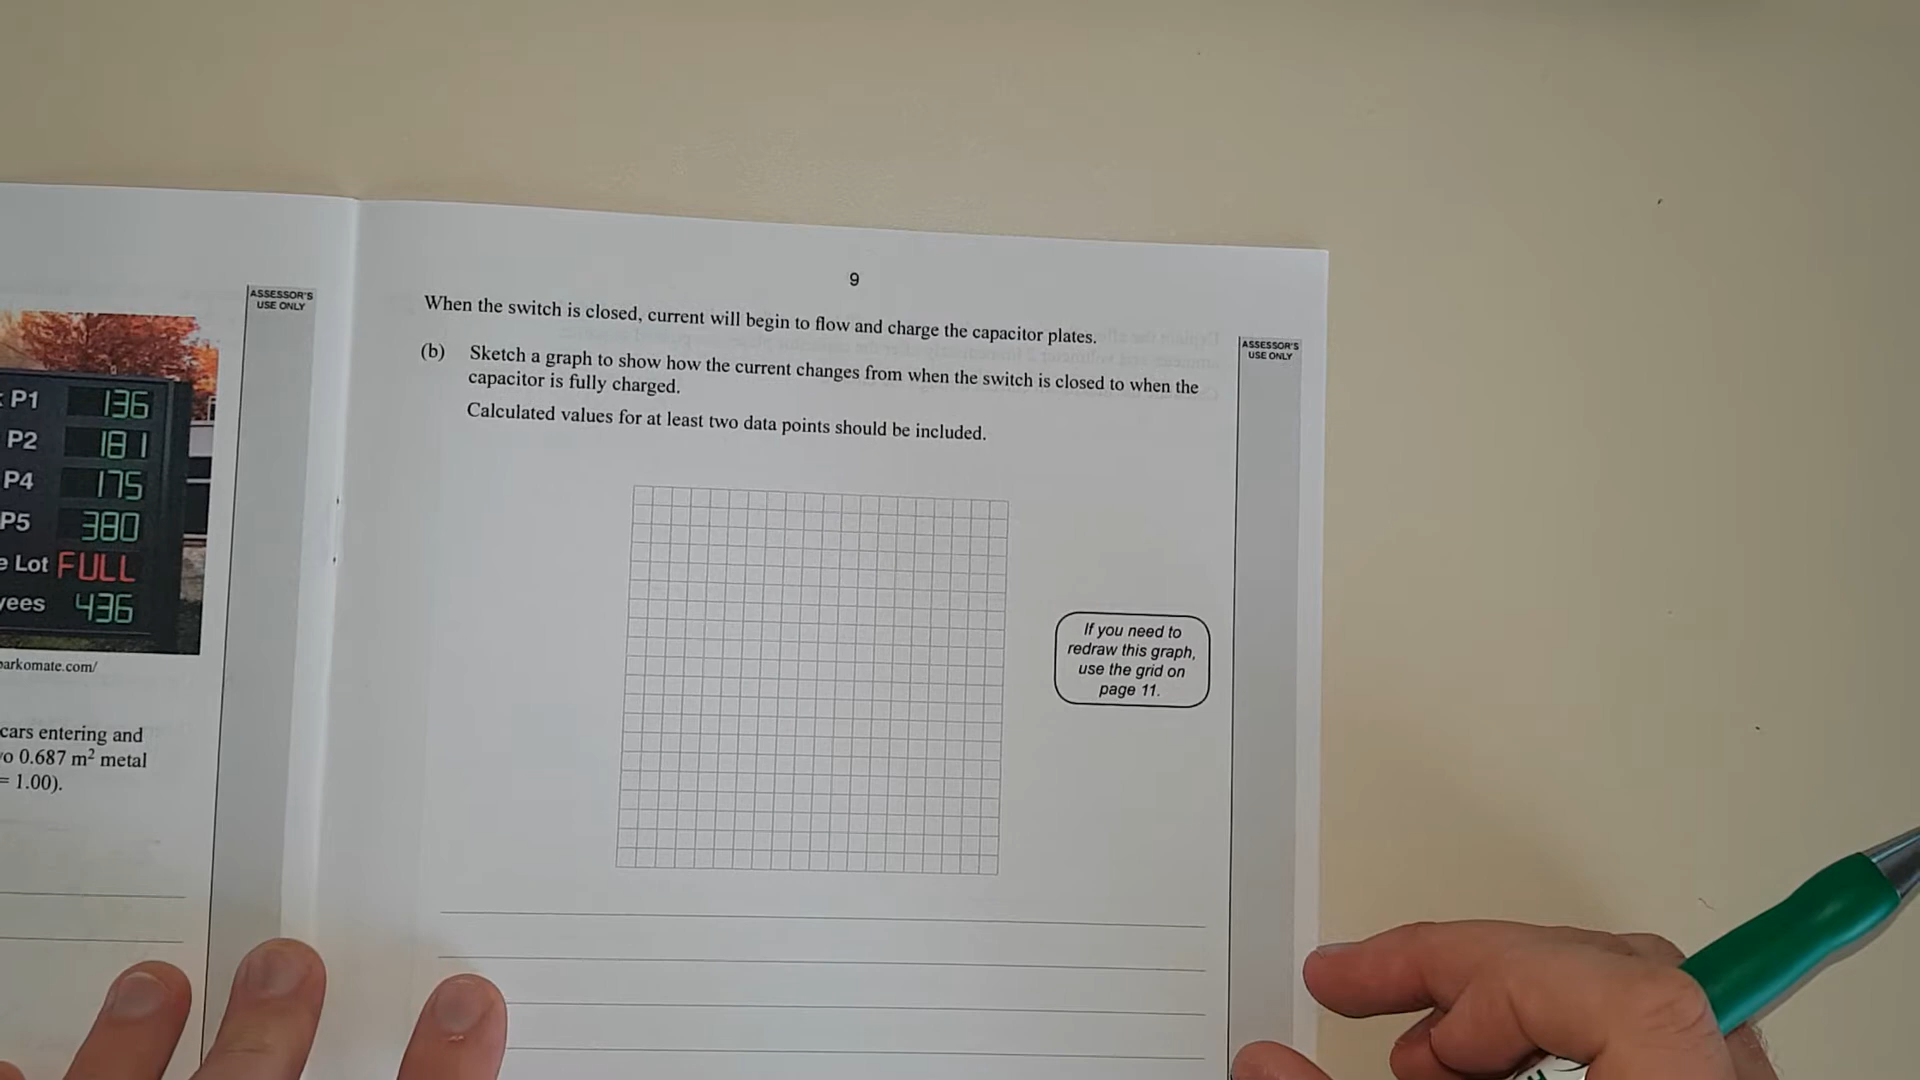 ASSESSOR'S
USE ONLY
P1 136
P2 181
P4 175
P5 380
Lot FULL
436
cars entering and
0.687 m² metal
= 1.00).
9
When the switch is closed, current will begin to flow and charge the capacitor plates.
(b) Sketch a graph to show how the current changes from when the switch is closed to when the
capacitor is fully charged.
Calculated values for at least two data points should be included.
If you need to
redraw this graph,
use the grid on
page 11.
ASSESSOR'S
USE ONLY